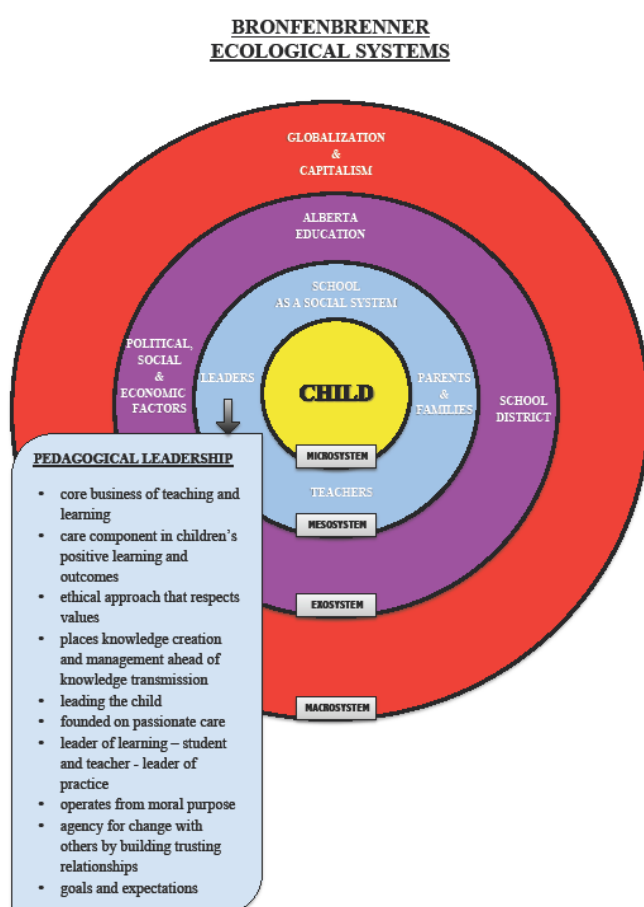 BRONFENBRENNER
ECOLOGICAL SYSTEMS
GLOBALIZATION
&
CAPITALISM
ALBERTA
EDUCATION
SCHOOL
AS A SOCIAL SYSTEM
POLITICAL,
SOCIAL
&
ECONOMIC
FACTORS
LEADERS
CHILD
PARENTS
&
FAMILIES
SCHOOL
DISTRICT
MICROSYSTEM
TEACHERS
MESOSYSTEM
EXOSYSTEM
MACROSYSTEM
PEDAGOGICAL LEADERSHIP
• core business of teaching and
learning
• care component in children’s
positive learning and
outcomes
• ethical approach that respects
values
• places knowledge creation
and management ahead of
knowledge transmission
• leading the child
• founded on passionate care
• leader of learning – student
and teacher - leader of
practice
• operates from moral purpose
• agency for change with
others by building trusting
relationships
• goals and expectations